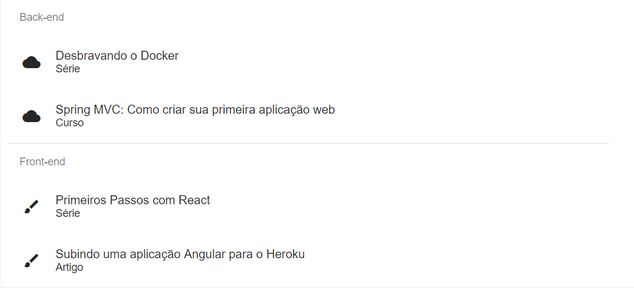 Back-end
Desbravando o Docker
Série
Spring MVC: Como criar sua primeira aplicação web
Curso
Front-end
Primeiros Passos com React
Série
Subindo uma aplicação Angular para o Heroku
Artigo